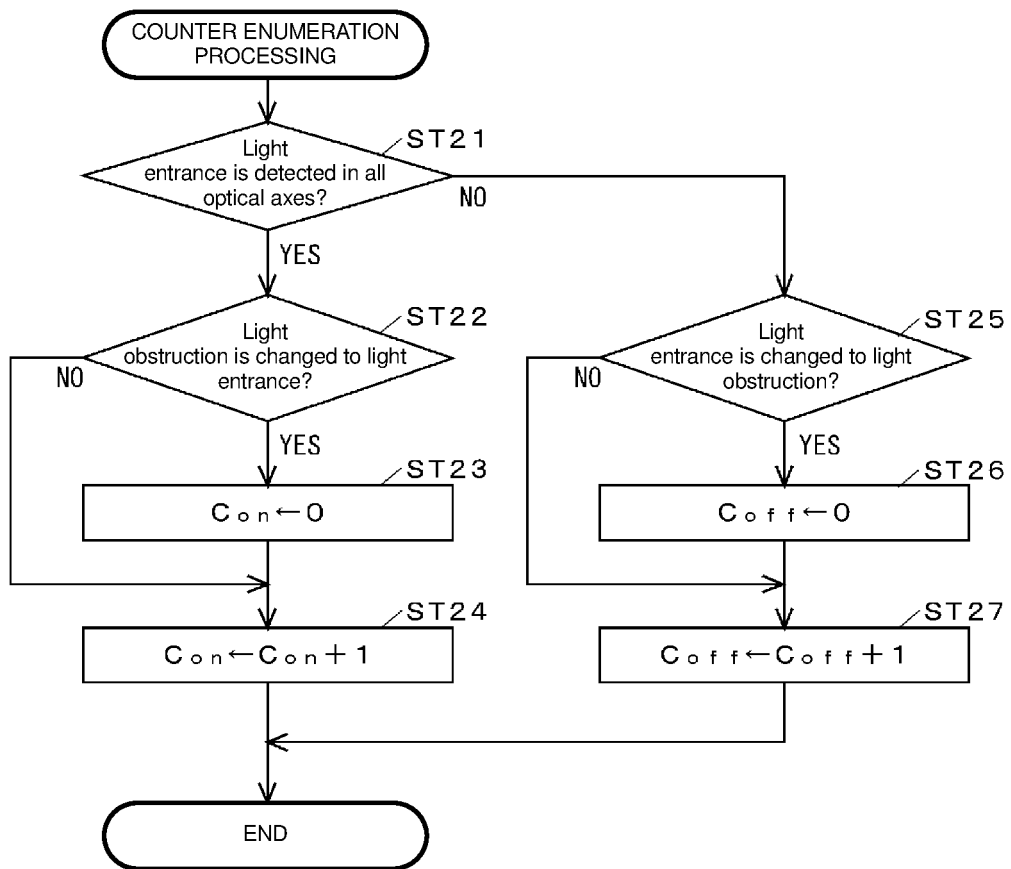 COUNTER ENUMERATION
PROCESSING
ST21
Light
entrance is detected in all
optical axes?
NO
YES
ST22
Light
obstruction is changed to light
entrance?
NO
YES
ST23
Con←0
ST24
Con←Con+1
ST25
Light
entrance is changed to light
obstruction?
NO
YES
ST26
Coff←0
ST27
Coff←Coff+1
END